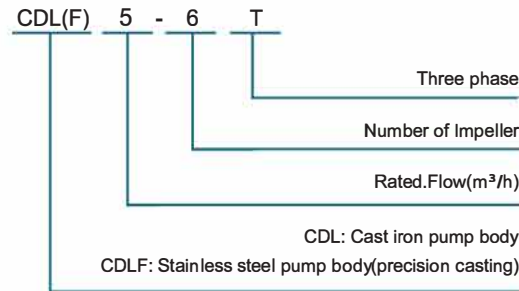 CDL(F) 5 - 6 T
Three phase
Number of Impeller
Rated.Flow(m³/h)
CDL: Cast iron pump body
CDLF: Stainless steel pump body(precision casting)